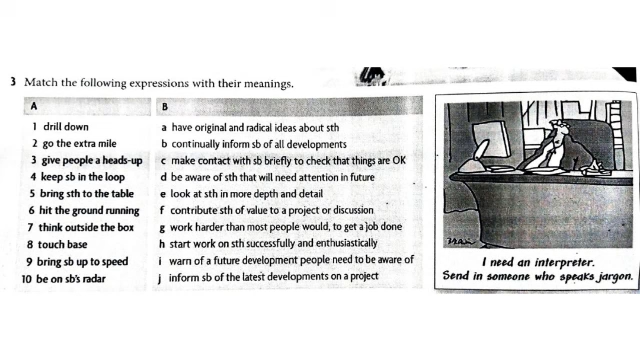 3 Match the following expressions with their meanings.
A B
1 drill down a have original and radical ideas about sth
2 go the extra mile b continually inform sb of all developments
3 give people a heads-up c make contact with sb briefly to check that things are OK
4 keep sb in the loop d be aware of sth that will need attention in future
5 bring sth to the table e look at sth in more depth and detail
6 hit the ground running f contribute sth of value to a project or discussion
7 think outside the box g work harder than most people would, to get a job done
8 touch base h start work on sth successfully and enthusiastically
9 bring sb up to speed i warn of a future development people need to be aware of
10 be on sb's radar j inform sb of the latest developments on a project
I need an interpreter.
Send in someone who speaks jargon.